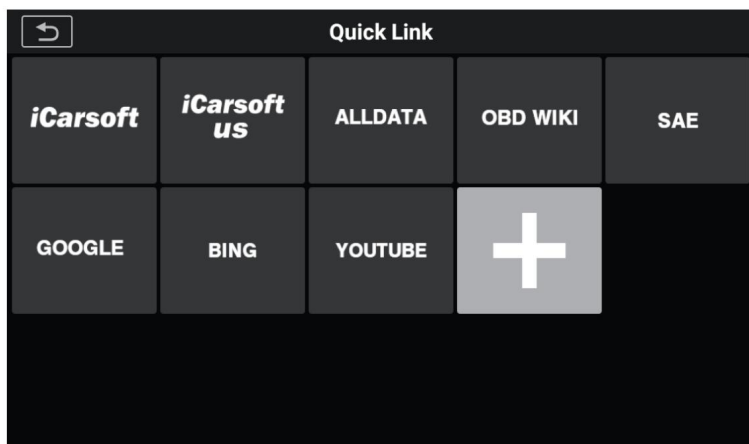 Quick Link
iCarsoft
iCarsoft
us
ALLDATA
OBD WIKI
SAE
GOOGLE
BING
YOUTUBE